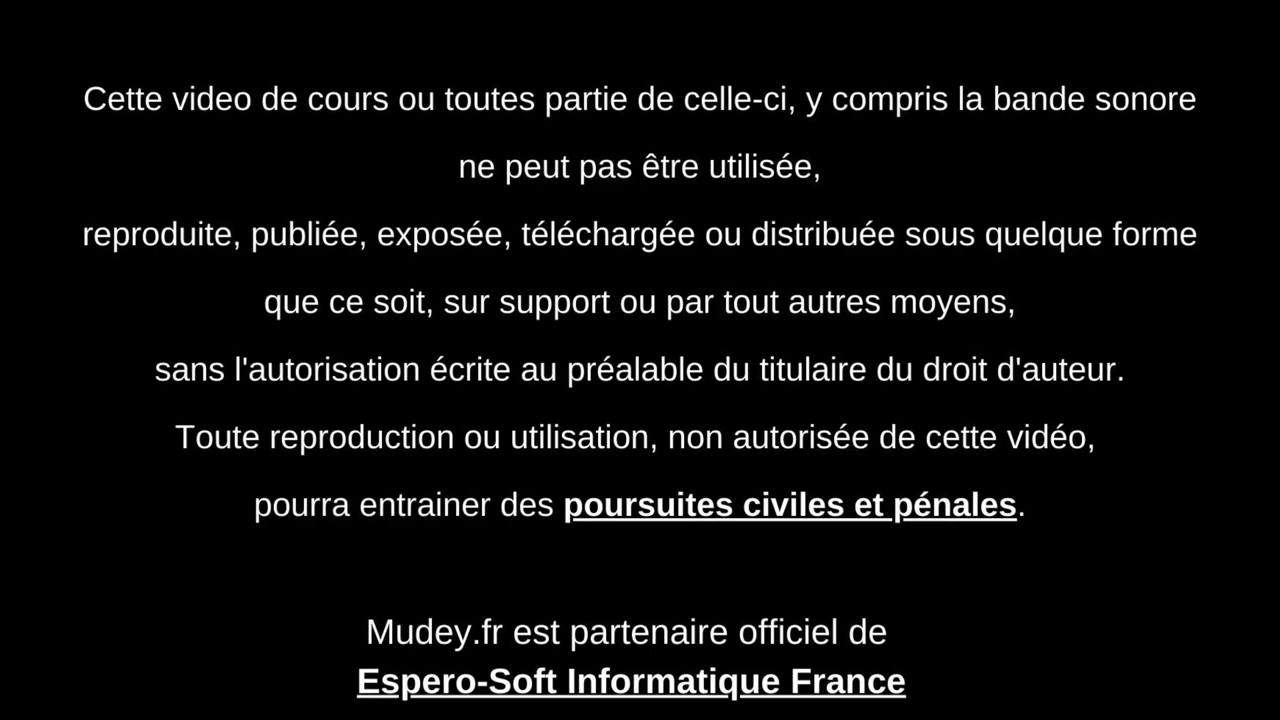 Cette video de cours ou toutes partie de celle-ci, y compris la bande sonore
ne peut pas être utilisée,
reproduite, publiée, exposée, téléchargée ou distribuée sous quelque forme
que ce soit, sur support ou par tout autres moyens,
sans l'autorisation écrite au préalable du titulaire du droit d'auteur.
Toute reproduction ou utilisation, non autorisée de cette vidéo,
pourra entrainer des poursuites civiles et pénales.
Mudey.fr est partenaire officiel de
Espero-Soft Informatique France